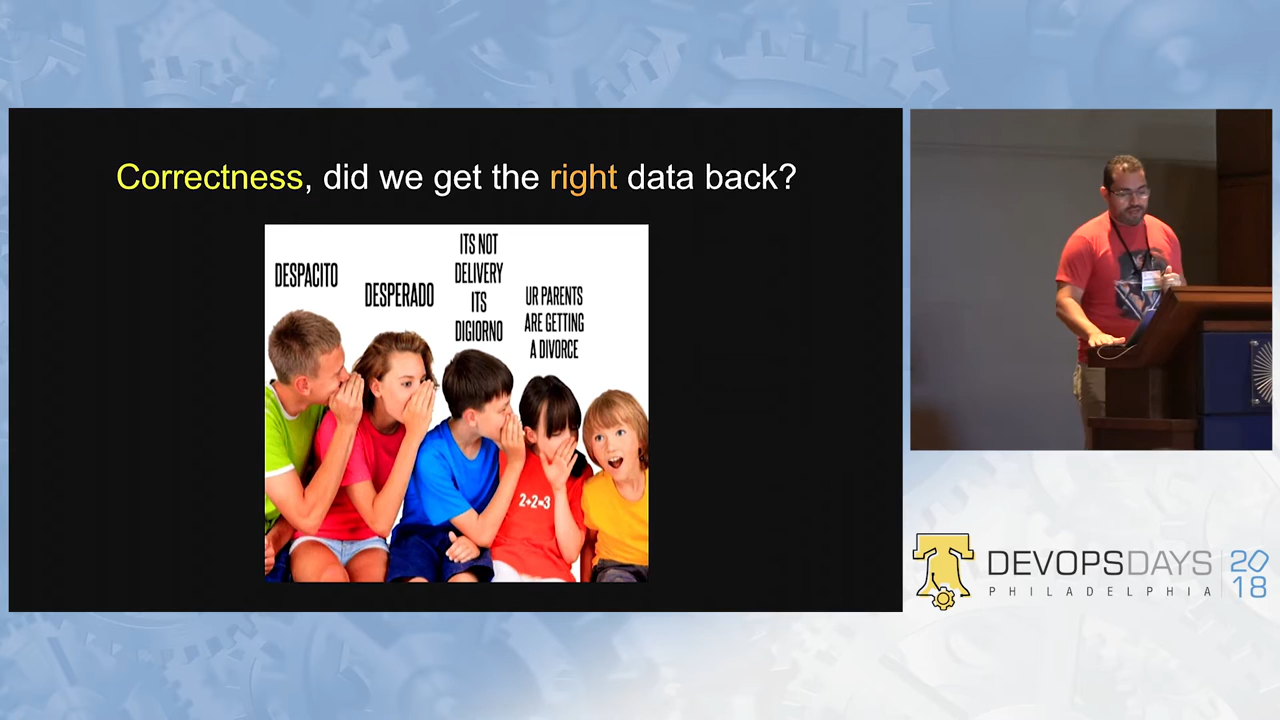 Correctness, did we get the right data back?
DESPACITO
DESPERADO
ITS NOT
DELIVERY
ITS
DIGIORNO
UR PARENTS
ARE GETTING
A DIVORCE
2+2=3
DEVOPSDAYS
PHILADELPHIA
20
18